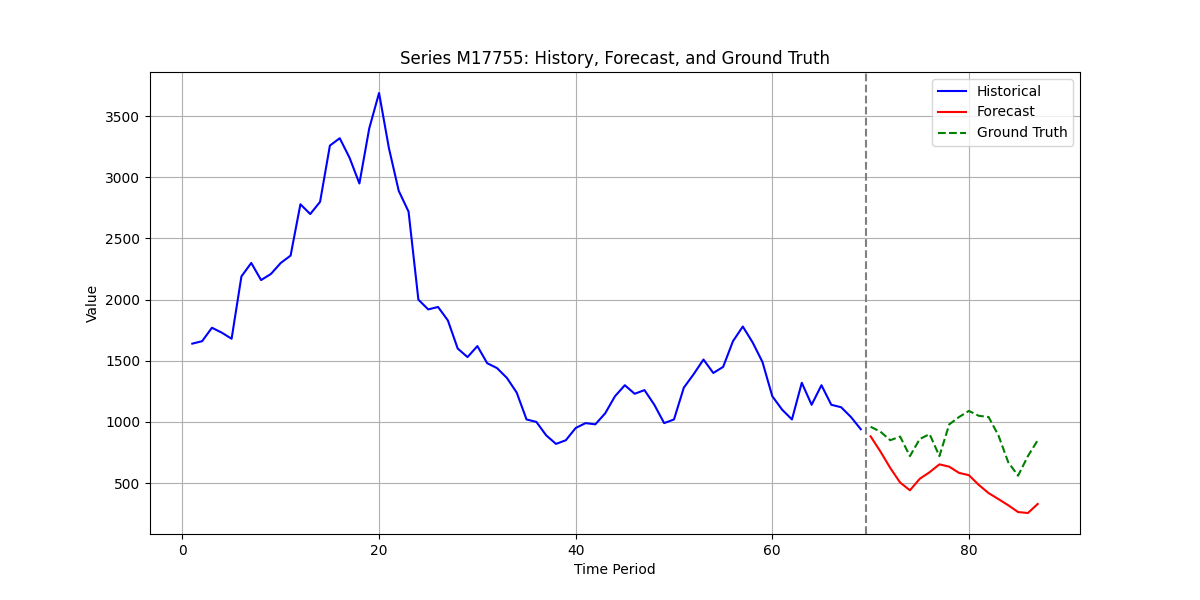 Series M17755: History, Forecast, and Ground Truth
Historical
Forecast
Ground Truth
3500
3000
2500
2000
1500
1000
500
Value
0 20 40 60 80
Time Period